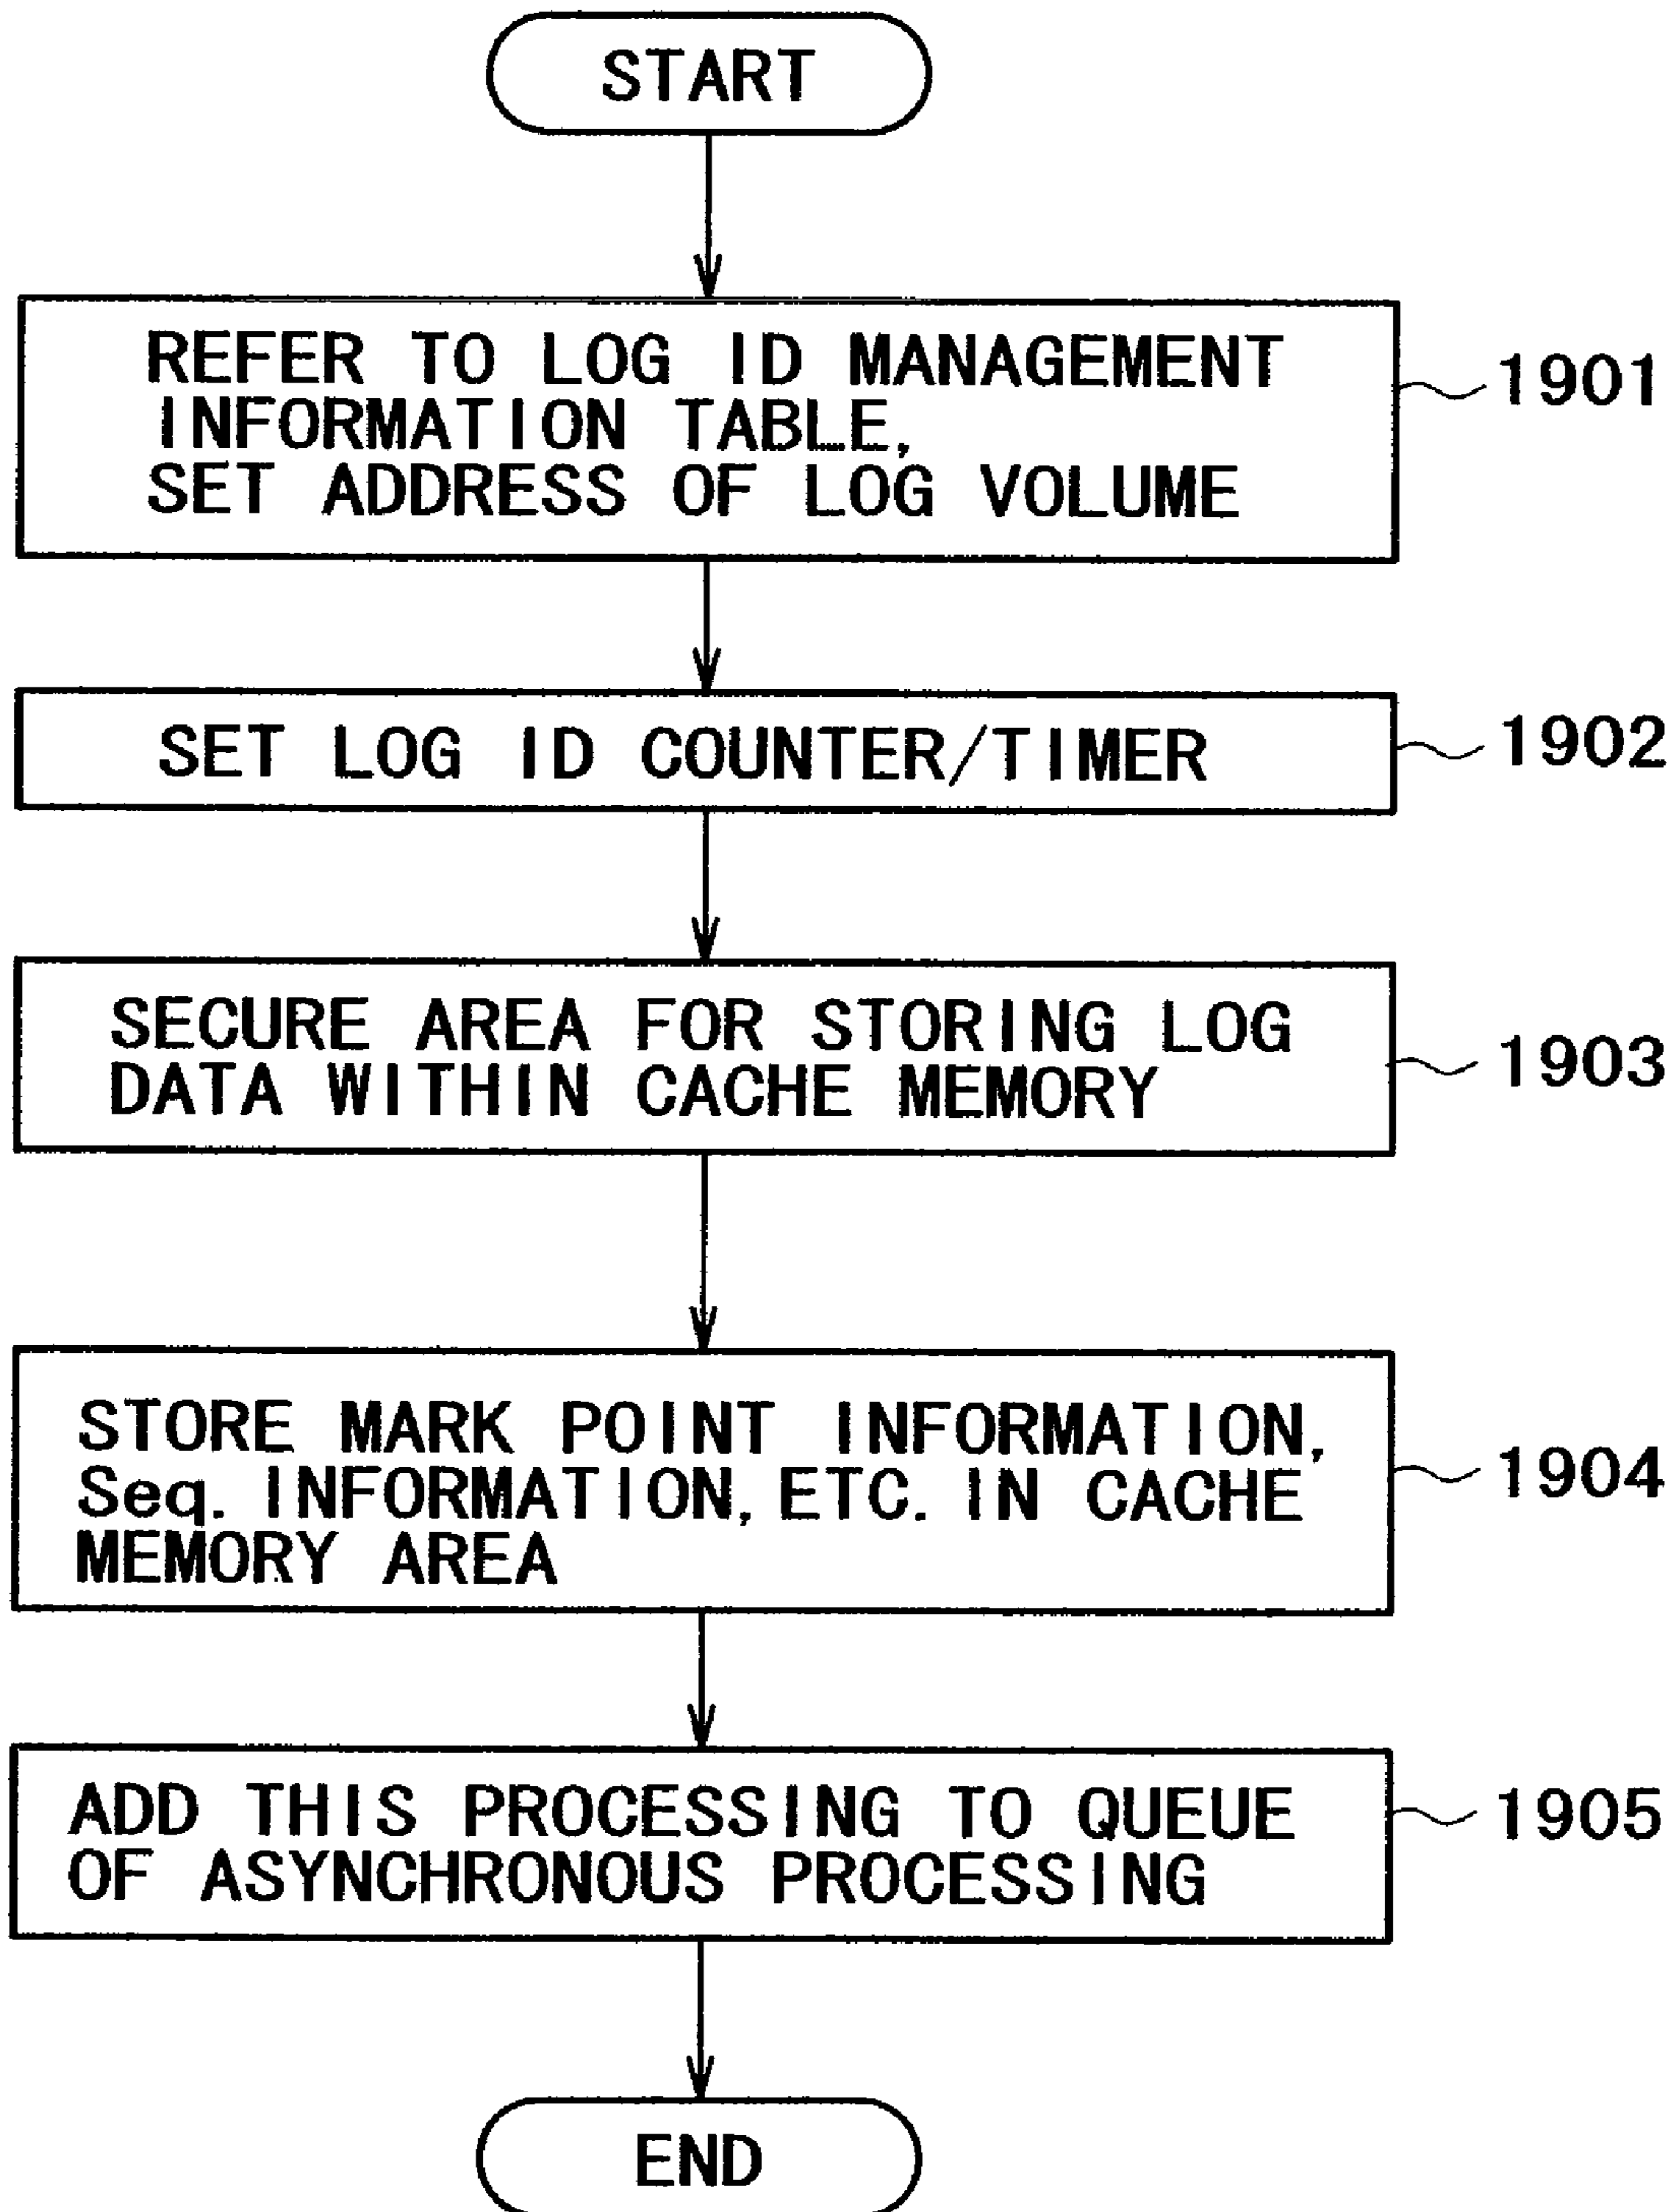 START
REFER TO LOG ID MANAGEMENT
INFORMATION TABLE,
SET ADDRESS OF LOG VOLUME
1901
SET LOG ID COUNTER/TIMER
1902
SECURE AREA FOR STORING LOG
DATA WITHIN CACHE MEMORY
1903
STORE MARK POINT INFORMATION,
Seq. INFORMATION, ETC. IN CACHE
MEMORY AREA
1904
ADD THIS PROCESSING TO QUEUE
OF ASYNCHRONOUS PROCESSING
1905
END